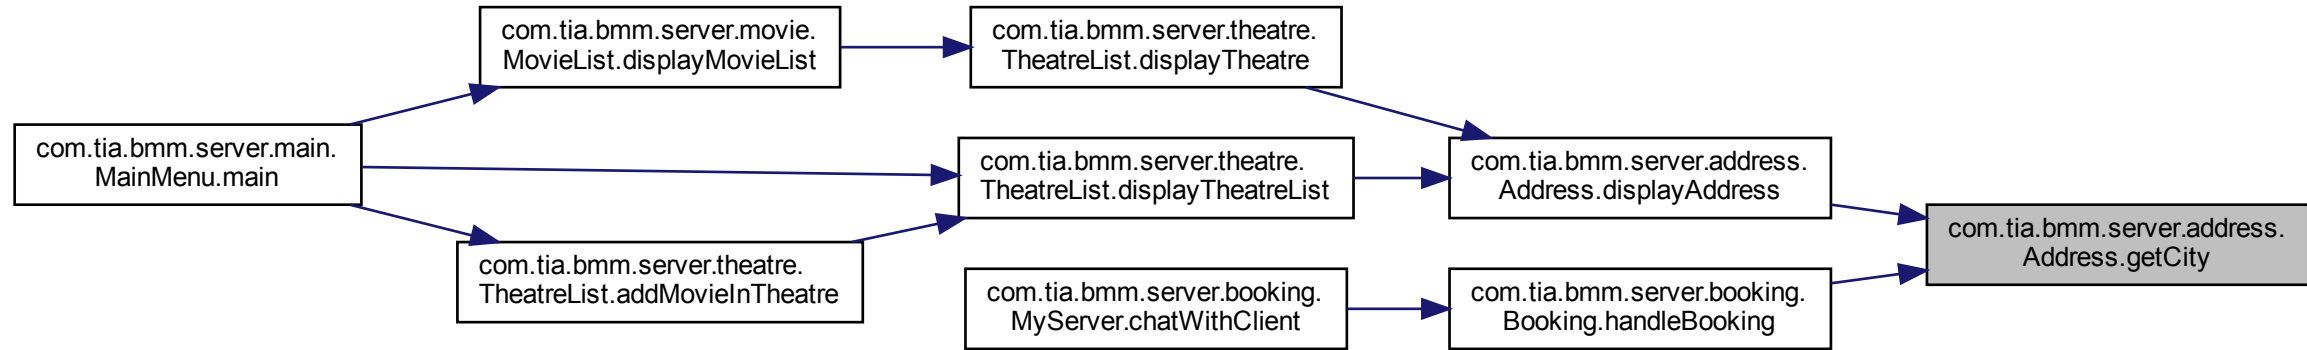 com.tia.bmm.server.movie.
MovieList.displayMovieList
com.tia.bmm.server.theatre.
TheatreList.displayTheatre
com.tia.bmm.server.main.
MainMenu.main
com.tia.bmm.server.theatre.
TheatreList.displayTheatreList
com.tia.bmm.server.address.
Address.displayAddress
com.tia.bmm.server.address.
Address.getCity
com.tia.bmm.server.theatre.
TheatreList.addMovieInTheatre
com.tia.bmm.server.booking.
MyServer.chatWithClient
com.tia.bmm.server.booking.
Booking.handleBooking